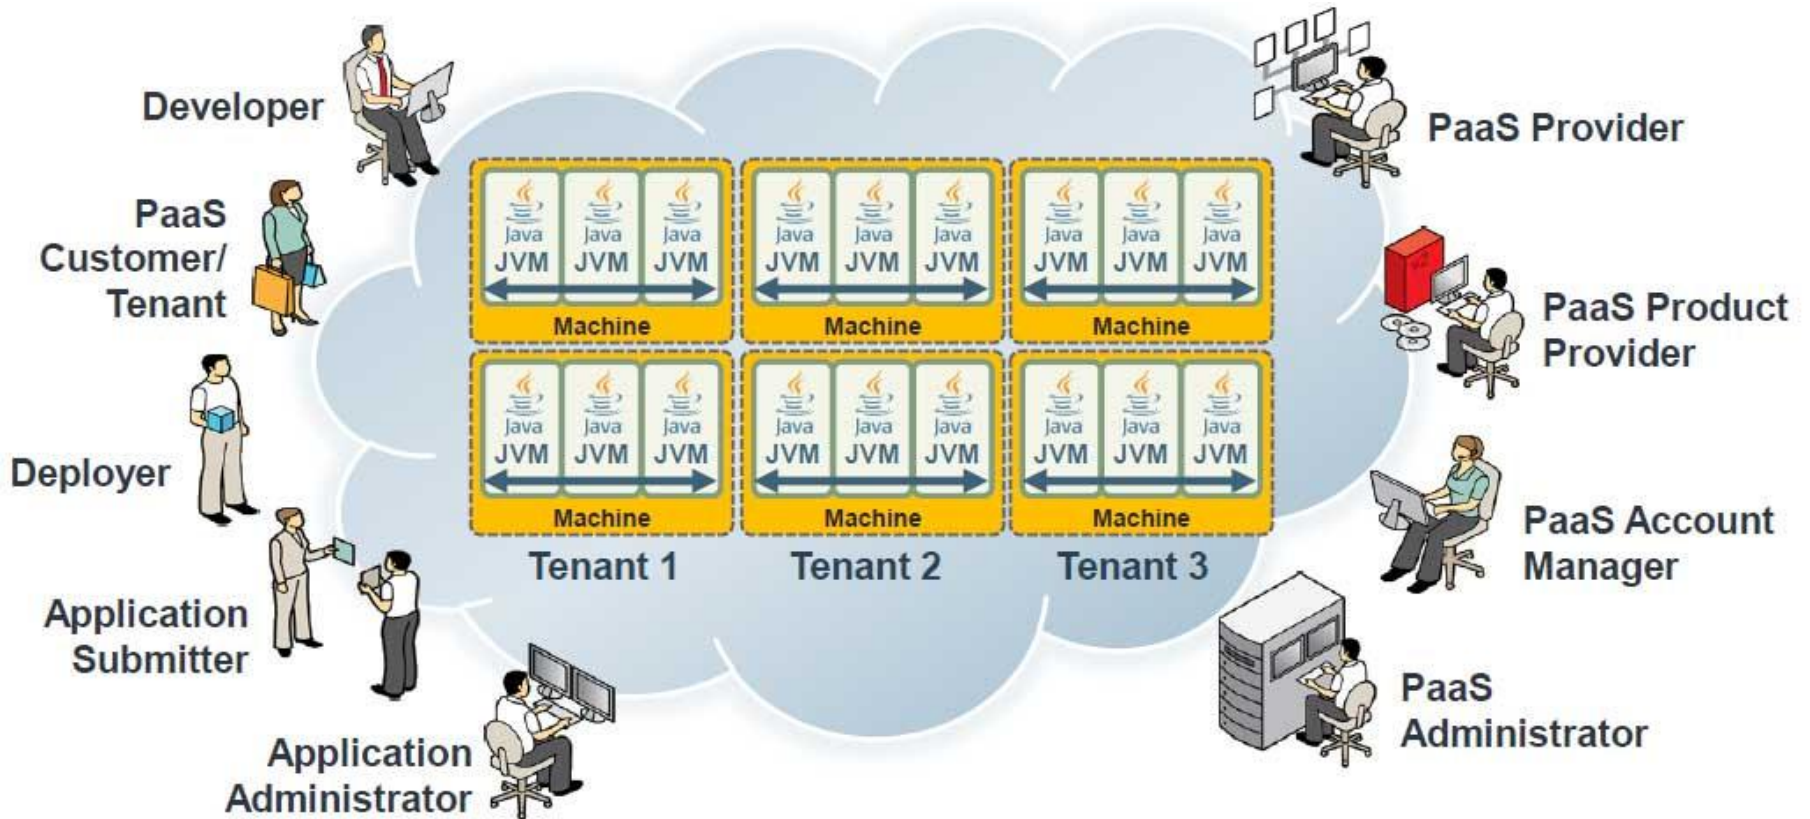 Developer
PaaS
Customer/
Tenant
Deployer
Application
Submitter
Application
Administrator
Java Java Java
JVM JVM JVM
Machine
Java Java Java
JVM JVM JVM
Machine
Java Java Java
JVM JVM JVM
Machine
Java Java Java
JVM JVM JVM
Machine
Java Java Java
JVM JVM JVM
Machine
Java Java Java
JVM JVM JVM
Machine
Tenant 1
Tenant 2
Tenant 3
PaaS Provider
PaaS Product
Provider
PaaS Account
Manager
PaaS
Administrator